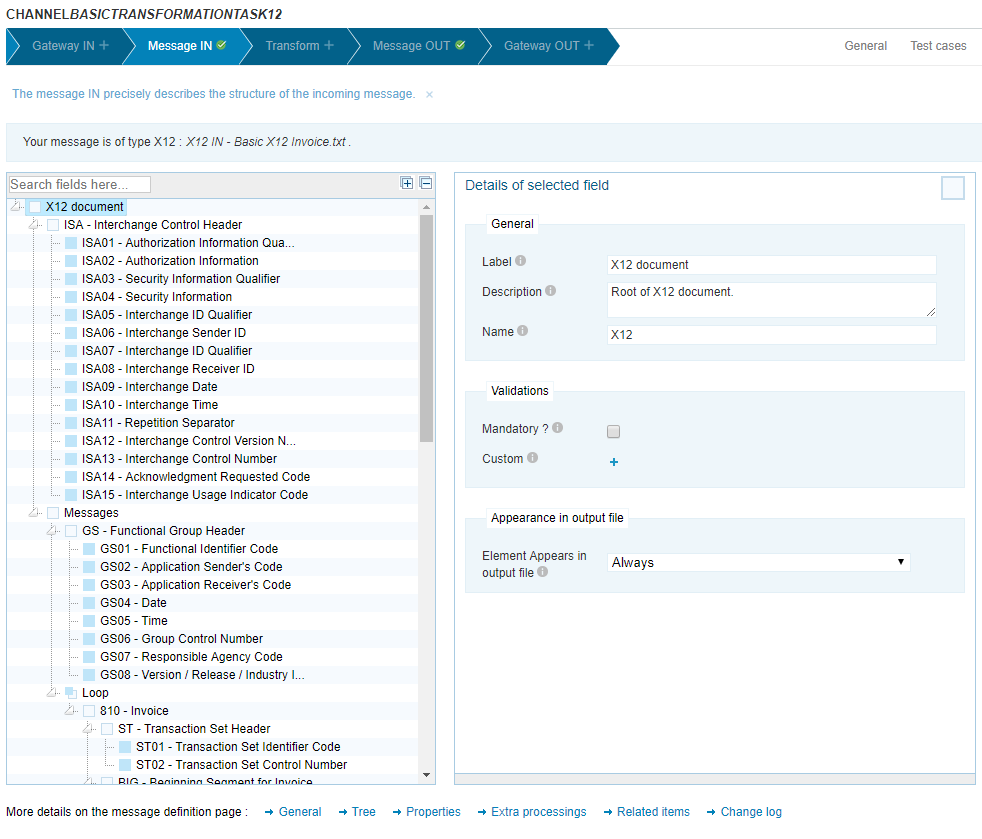 CHANNELBASICTRANSFORMATIONTASK12
Gateway IN +
Message IN
Transform +
Message OUT
Gateway OUT +
General
Test cases
The message IN precisely describes the structure of the incoming message. ×
Your message is of type X12 : X12 IN - Basic X12 Invoice.txt .
Search fields here...
X12 document
ISA - Interchange Control Header
ISA01 - Authorization Information Qua...
ISA02 - Authorization Information
ISA03 - Security Information Qualifier
ISA04 - Security Information
ISA05 - Interchange ID Qualifier
ISA06 - Interchange Sender ID
ISA07 - Interchange ID Qualifier
ISA08 - Interchange Receiver ID
ISA09 - Interchange Date
ISA10 - Interchange Time
ISA11 - Repetition Separator
ISA12 - Interchange Control Version N...
ISA13 - Interchange Control Number
ISA14 - Acknowledgment Requested Code
ISA15 - Interchange Usage Indicator Code
Messages
GS - Functional Group Header
GS01 - Functional Identifier Code
GS02 - Application Sender's Code
GS03 - Application Receiver's Code
GS04 - Date
GS05 - Time
GS06 - Group Control Number
GS07 - Responsible Agency Code
GS08 - Version / Release / Industry I...
Loop
810 - Invoice
ST - Transaction Set Header
ST01 - Transaction Set Identifier Code
ST02 - Transaction Set Control Number
BIG - Beginning Segment for Invoice
Details of selected field
General
Label
X12 document
Description
Root of X12 document.
Name
X12
Validations
Mandatory ?
Custom
+
Appearance in output file
Element Appears in
output file
Always
More details on the message definition page : → General → Tree → Properties → Extra processings → Related items → Change log